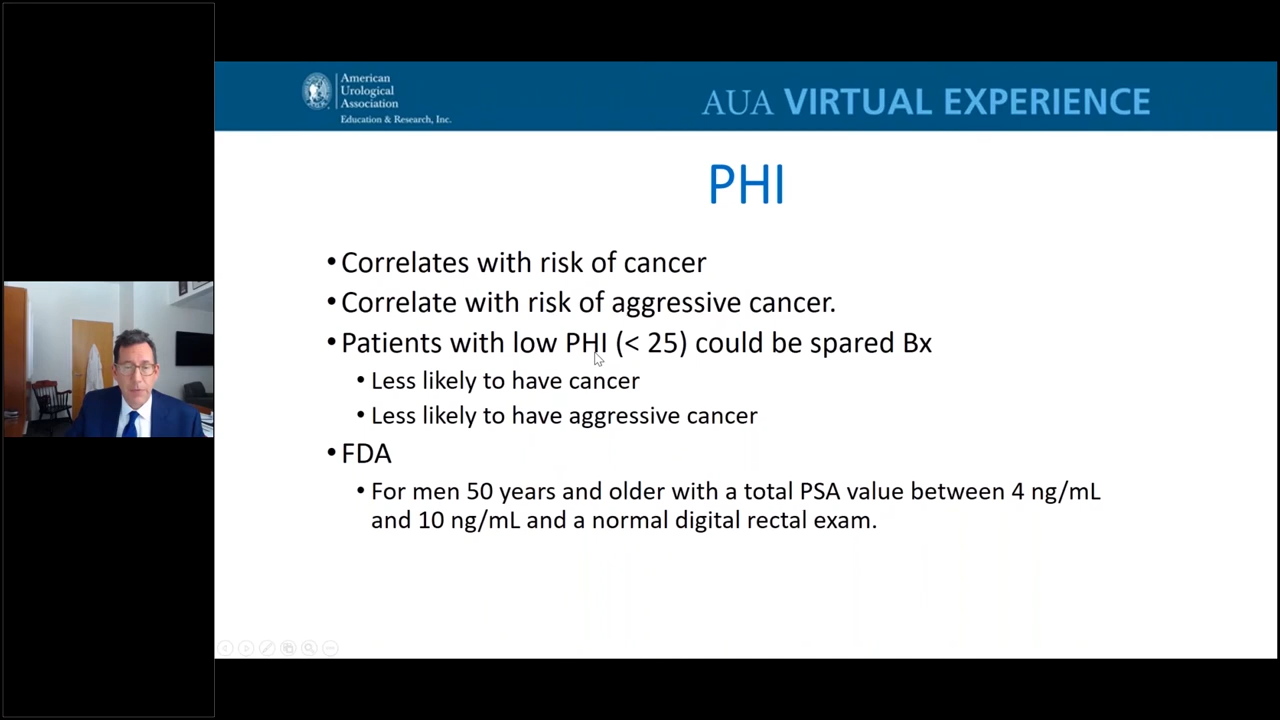 American
Urological
Association
Education & Research, Inc.
AUA VIRTUAL EXPERIENCE
PHI
•Correlates with risk of cancer
•Correlate with risk of aggressive cancer.
•Patients with low PHI (< 25) could be spared Bx
•Less likely to have cancer
•Less likely to have aggressive cancer
•FDA
•For men 50 years and older with a total PSA value between 4 ng/mL
and 10 ng/mL and a normal digital rectal exam.